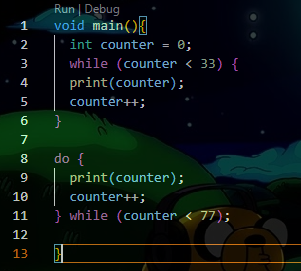 Run | Debug
1 void main(){
2 int counter = 0;
3 while (counter < 33) {
4 print(counter);
5 counter++;
6 }
7
8 do {
9 print(counter);
10 counter++;
11 } while (counter < 77);
12
13 }